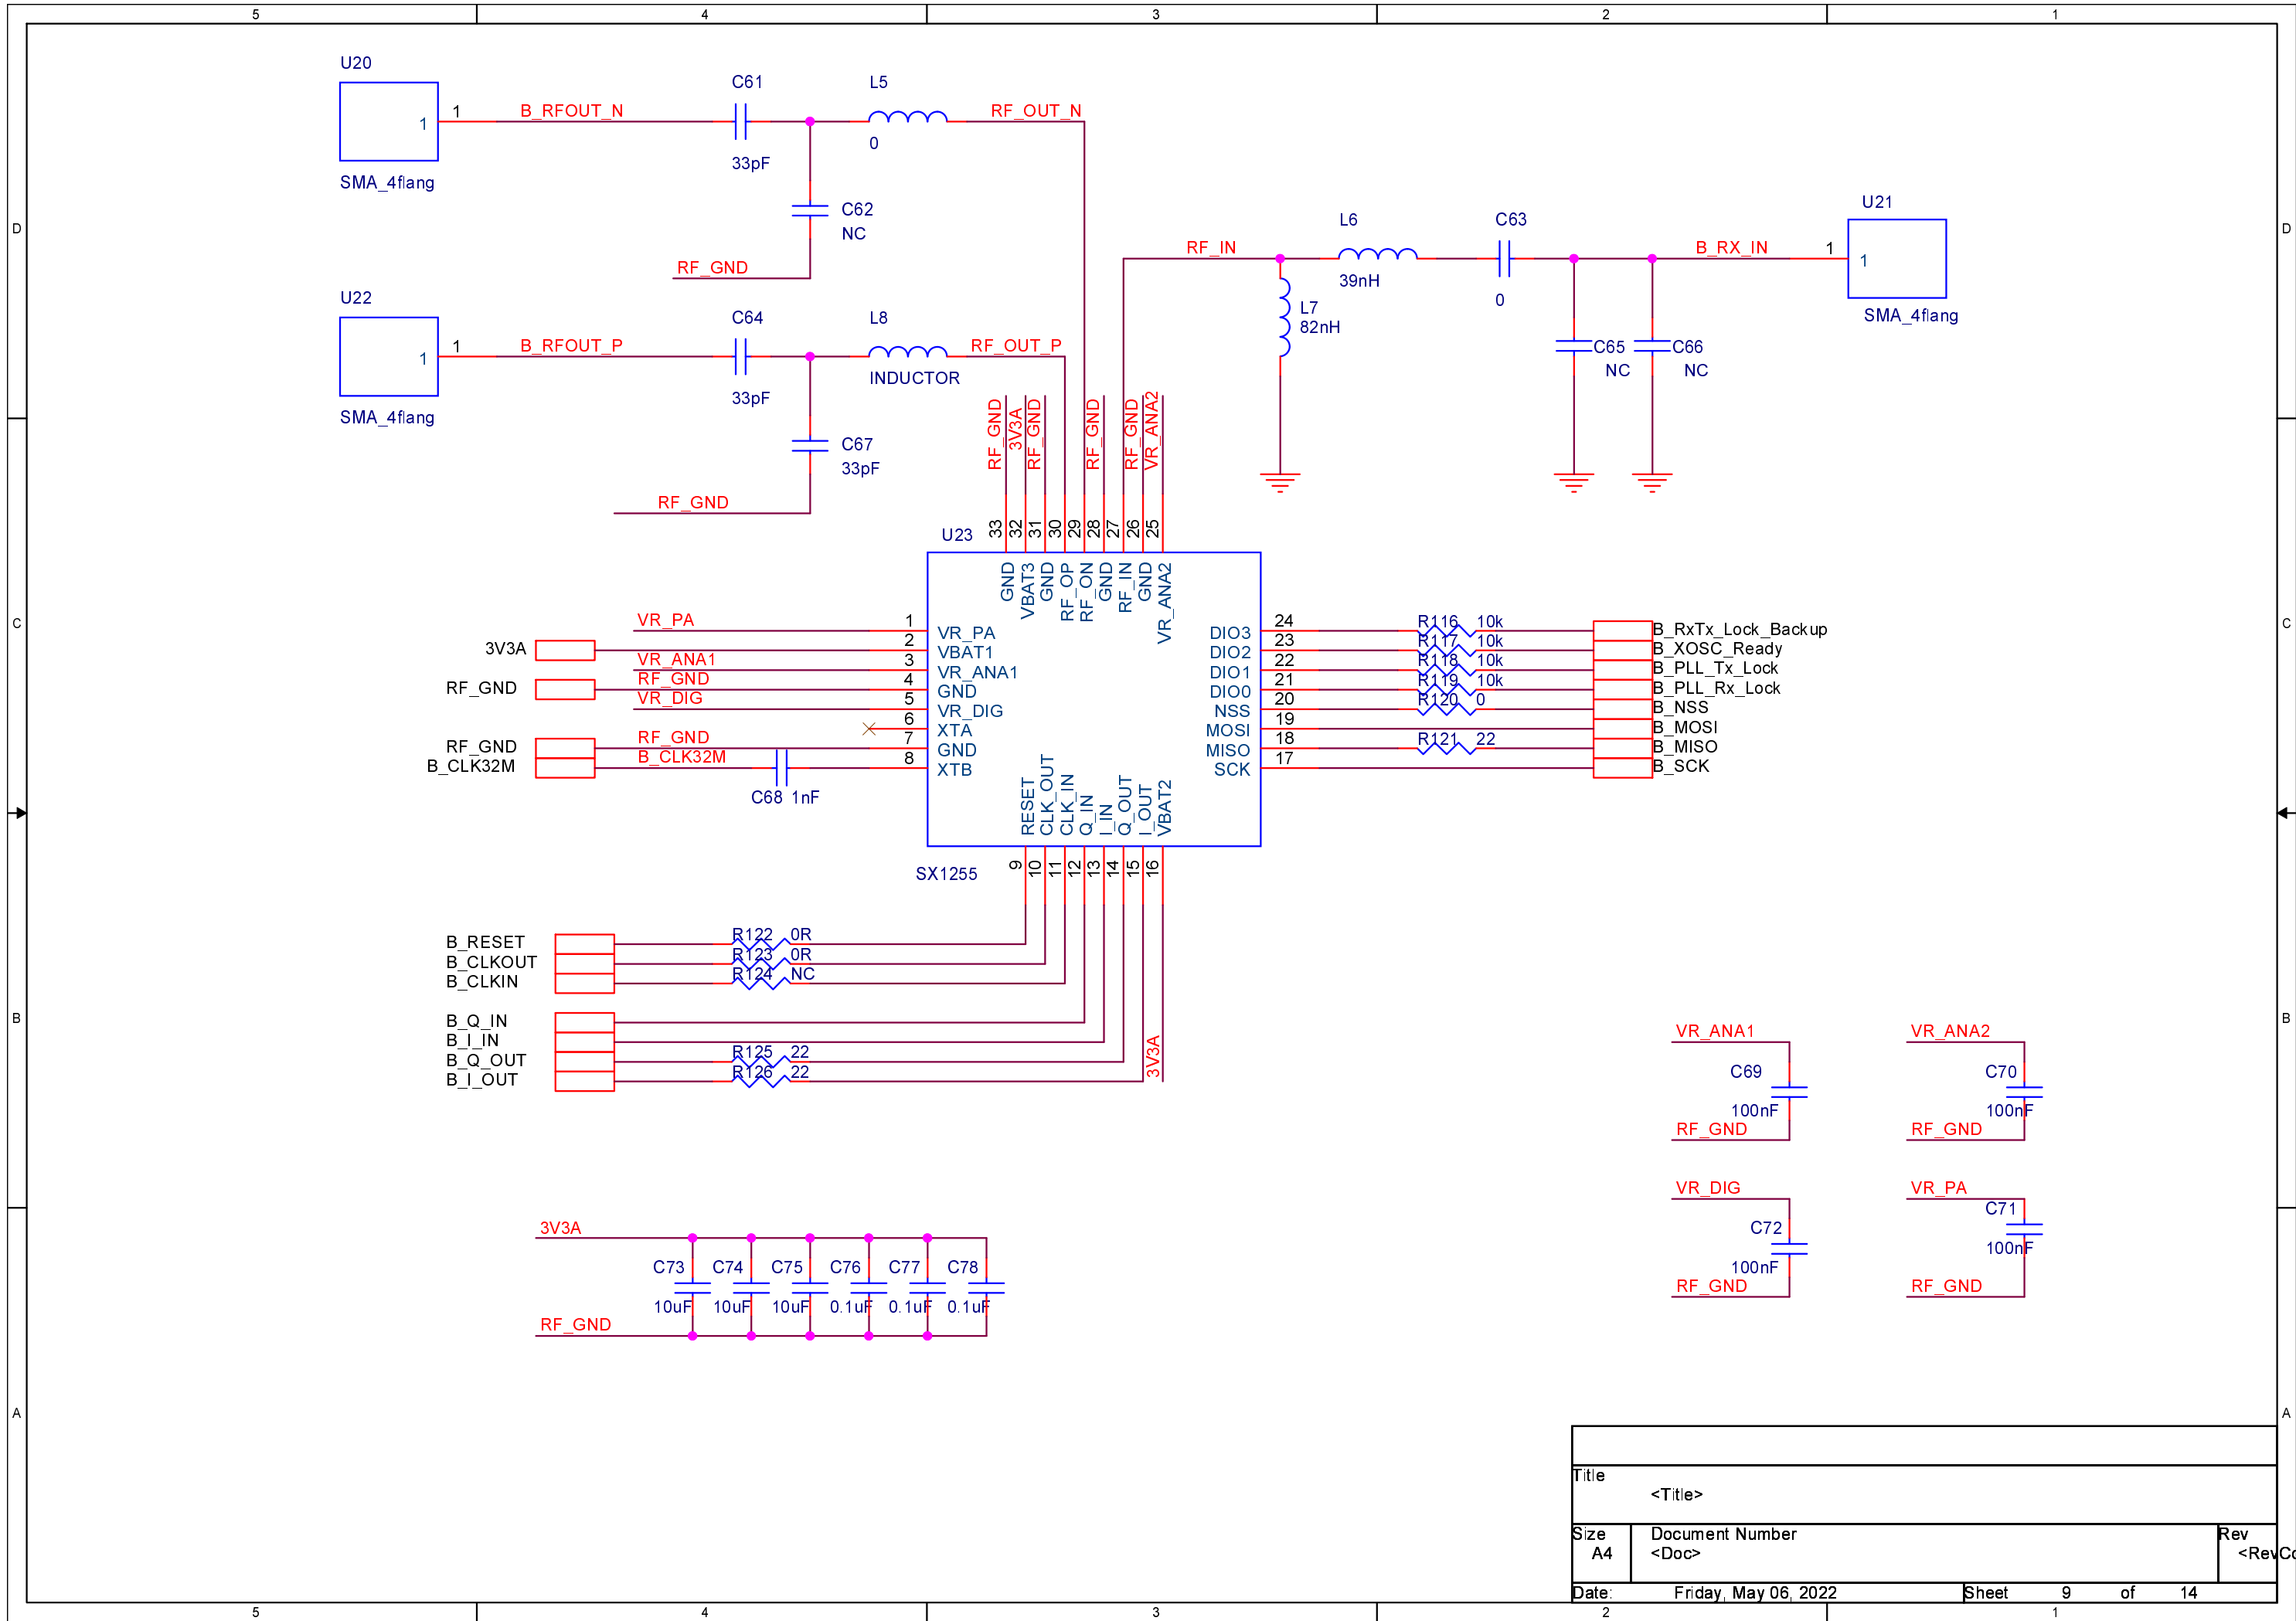 5 4 3 2 1
D
C
B
A
U20
1
1
SMA_4flang
B_RFOUT_N
C61
33pF
L5
0
RF_OUT_N
C62
NC
RF_GND
U22
1
1
SMA_4flang
B_RFOUT_P
C64
33pF
L8
INDUCTOR
RF_OUT_P
C67
33pF
RF_GND
RF_IN
L6
39nH
C63
0
B_RX_IN
1
1
U21
SMA_4flang
L7
82nH
C65
NC
C66
NC
RF_GND
3V3A
RF_GND
RF_GND
RF_GND
VR_ANA2
33 32 31 30 29 28 27 26 25
U23
GND
VBAT3
GND
RF_OP
RF_ON
GND
RF_IN
GND
VR_ANA2
VR_PA 1 VR_PA
3V3A 2 VBAT1
VR_ANA1 3 VR_ANA1
RF_GND RF_GND 4 GND
VR_DIG 5 VR_DIG
6 XTA
RF_GND RF_GND 7 GND
B_CLK32M B_CLK32M 8 XTB
C68 1nF
DIO3 24 R116 10k B_RxTx_Lock_Backup
DIO2 23 R117 10k B_XOSC_Ready
DIO1 22 R118 10k B_PLL_Tx_Lock
DIO0 21 R119 10k B_PLL_Rx_Lock
NSS 20 R120 0 B_NSS
MOSI 19 B_MOSI
MISO 18 R121 22 B_MISO
SCK 17 B_SCK
RESET
CLK_OUT
CLK_IN
Q_IN
I_IN
Q_OUT
I_OUT
VBAT2
SX1255
9 10 11 12 13 14 15 16
B_RESET R122 0R
B_CLKOUT R123 0R
B_CLKIN R124 NC
B_Q_IN
B_I_IN
B_Q_OUT R125 22
B_I_OUT R126 22
3V3A
VR_ANA1
C69
100nF
RF_GND
VR_ANA2
C70
100nF
RF_GND
VR_DIG
C72
100nF
RF_GND
VR_PA
C71
100nF
RF_GND
3V3A
C73 C74 C75 C76 C77 C78
10uF 10uF 10uF 0.1uF 0.1uF 0.1uF
RF_GND
D
C
B
A
Title
<Title>
Size
A4
Document Number
<Doc>
Rev
<RevCo
Date: Friday, May 06, 2022 Sheet 9 of 14
5 4 3 2 1